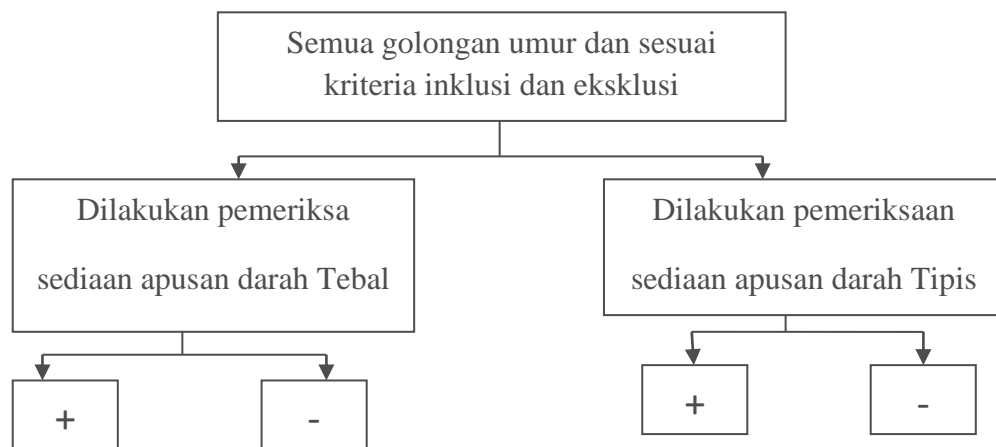 Semua golongan umur dan sesuai
kriteria inklusi dan eksklusi
Dilakukan pemeriksa
sediaan apusan darah Tebal
Dilakukan pemeriksaan
sediaan apusan darah Tipis
+
-
+
-